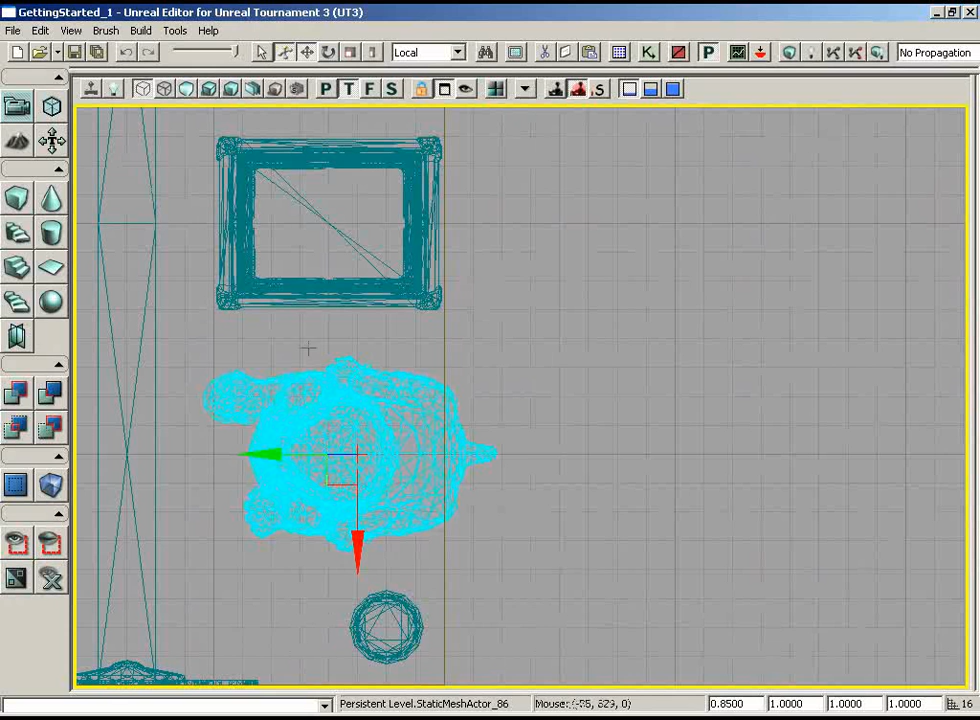 GettingStarted_1 - Unreal Editor for Unreal Tournament 3 (UT3)
File Edit View Brush Build Tools Help
Local
P
No Propagation
P T F S
S
Persistent Level.StaticMeshActor_86
0.8500 1.0000 1.0000 1.0000
16